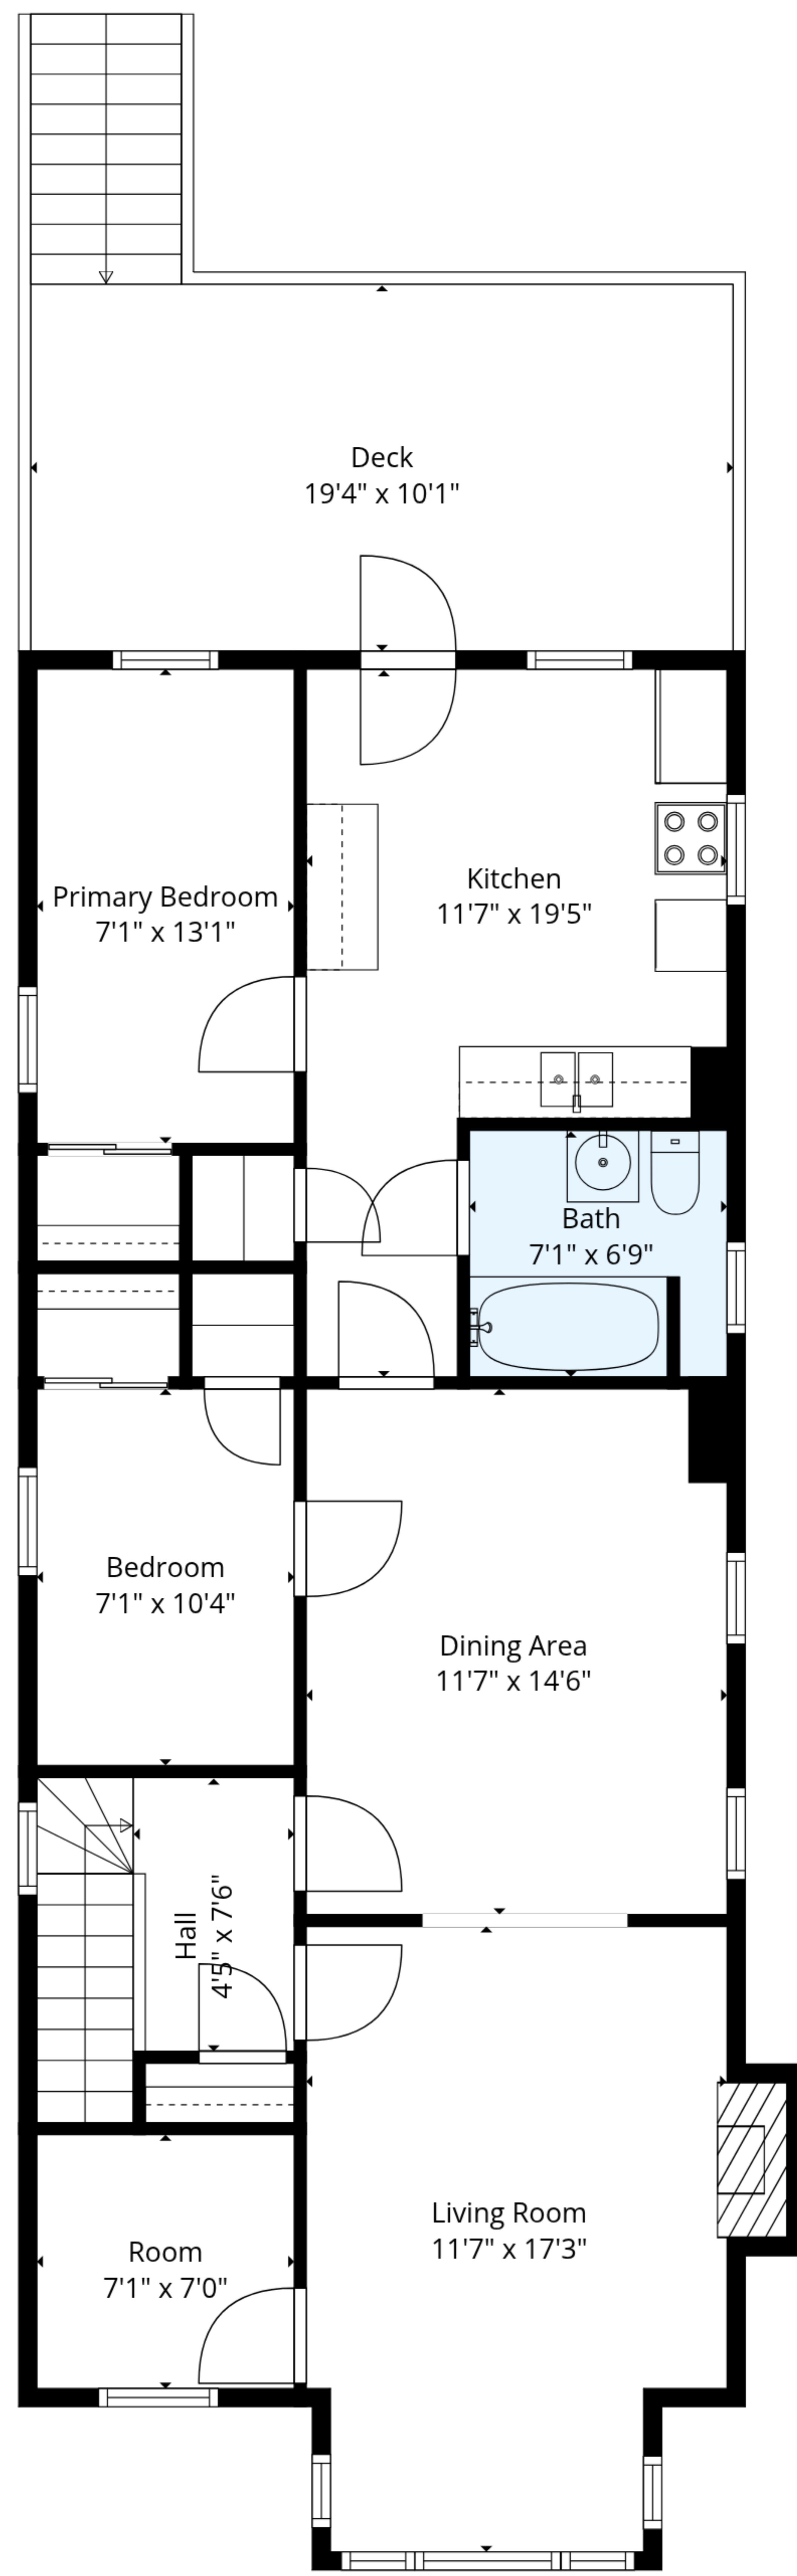 Deck
19'4" x 10'1"
Primary Bedroom
7'1" x 13'1"
Kitchen
11'7" x 19'5"
Bath
7'1" x 6'9"
Bedroom
7'1" x 10'4"
Dining Area
11'7" x 14'6"
Hall
4'5" x 7'6"
Living Room
11'7" x 17'3"
Room
7'1" x 7'0"